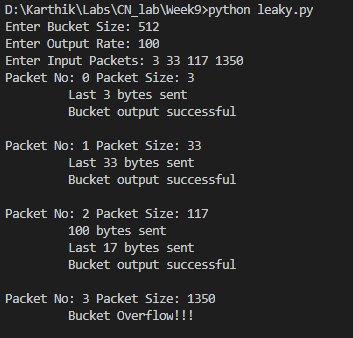 D:\Karthik\Labs\CN_lab\Week9>python leaky.py
Enter Bucket Size: 512
Enter Output Rate: 100
Enter Input Packets: 3 33 117 1350
Packet No: 0 Packet Size: 3
Last 3 bytes sent
Bucket output successful
Packet No: 1 Packet Size: 33
Last 33 bytes sent
Bucket output successful
Packet No: 2 Packet Size: 117
100 bytes sent
Last 17 bytes sent
Bucket output successful
Packet No: 3 Packet Size: 1350
Bucket Overflow!!!